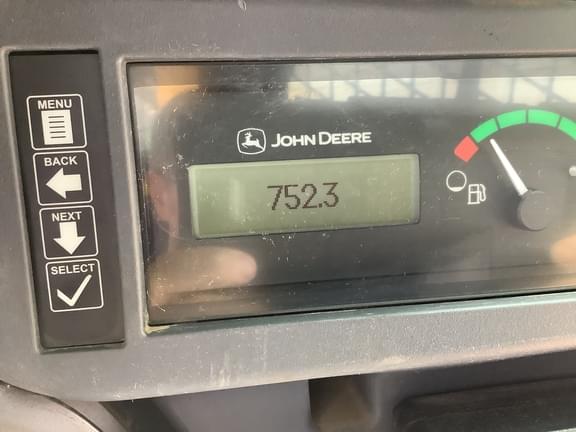 MENU
BACK
NEXT
SELECT
JOHN DEERE
752.3